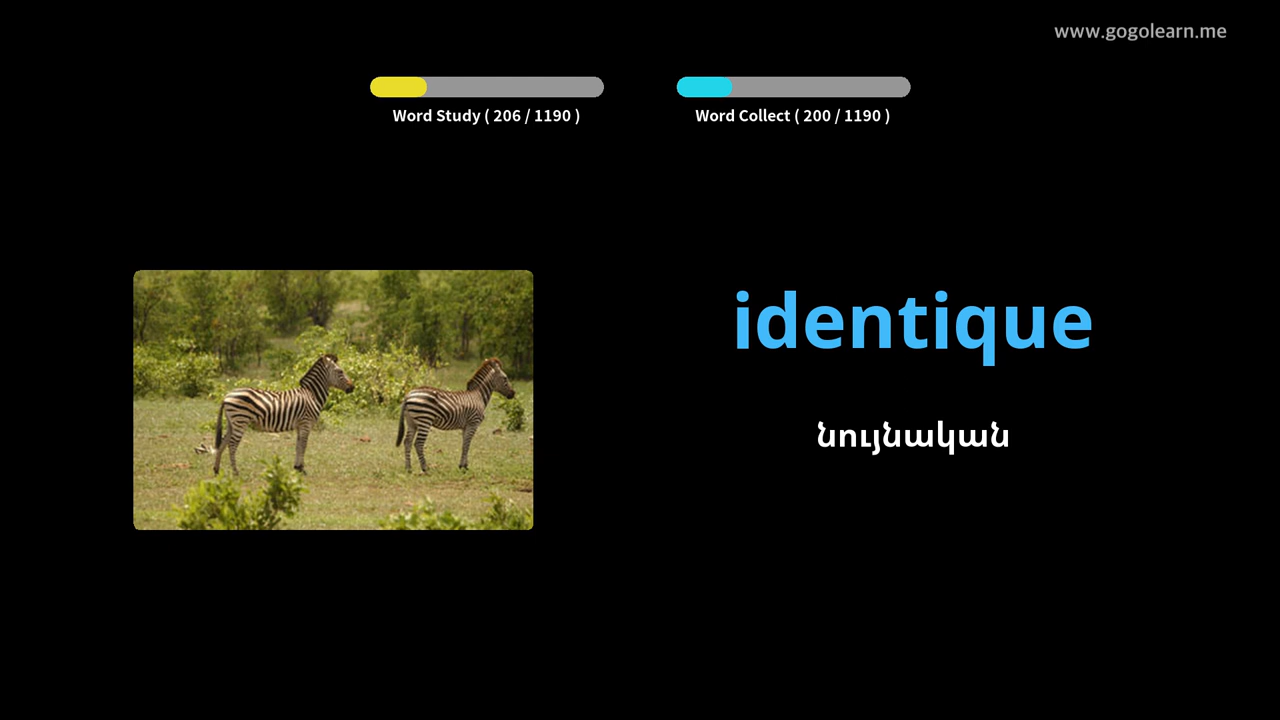 www.gogolearn.me
Word Study ( 206 / 1190 )
Word Collect ( 200 / 1190 )
identique
նույնական